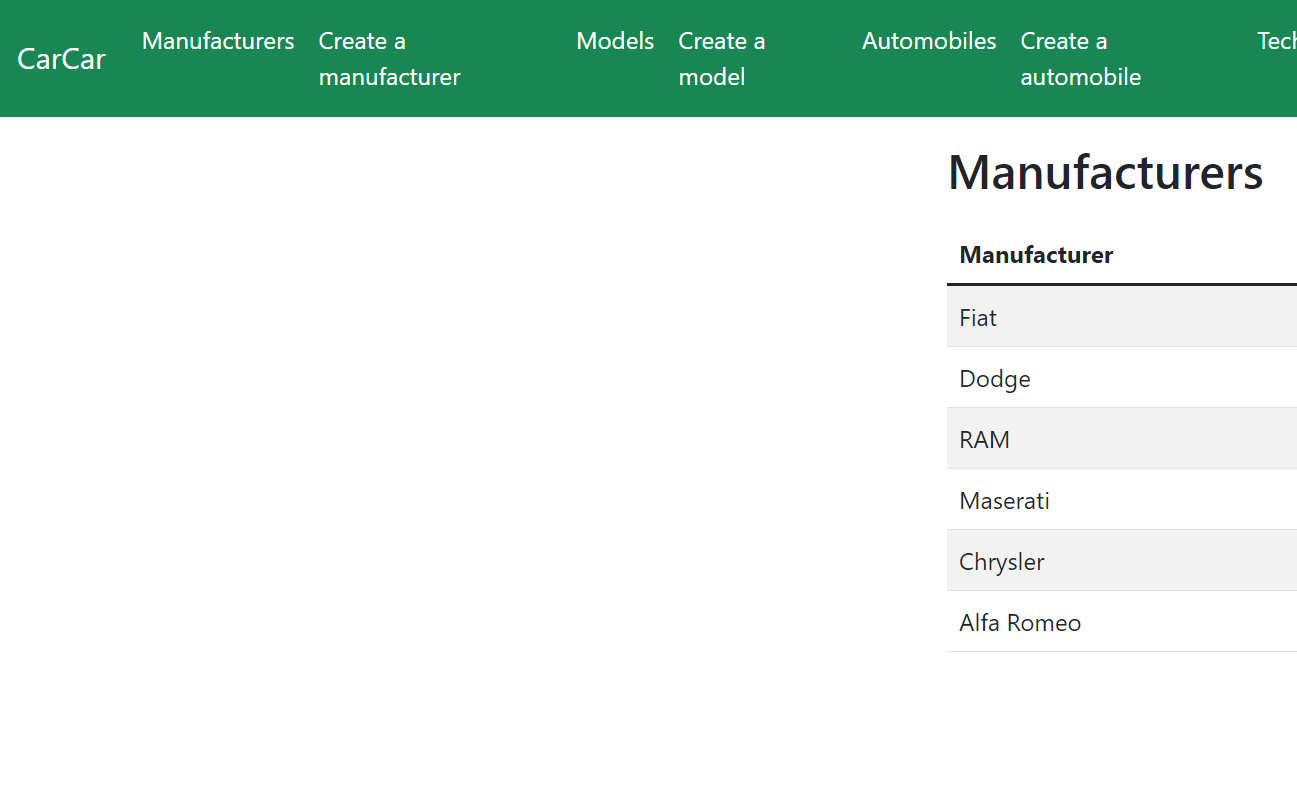 CarCar
Manufacturers
Create a
manufacturer
Models
Create a
model
Automobiles
Create a
automobile
Tech
Manufacturers
Manufacturer
Fiat
Dodge
RAM
Maserati
Chrysler
Alfa Romeo